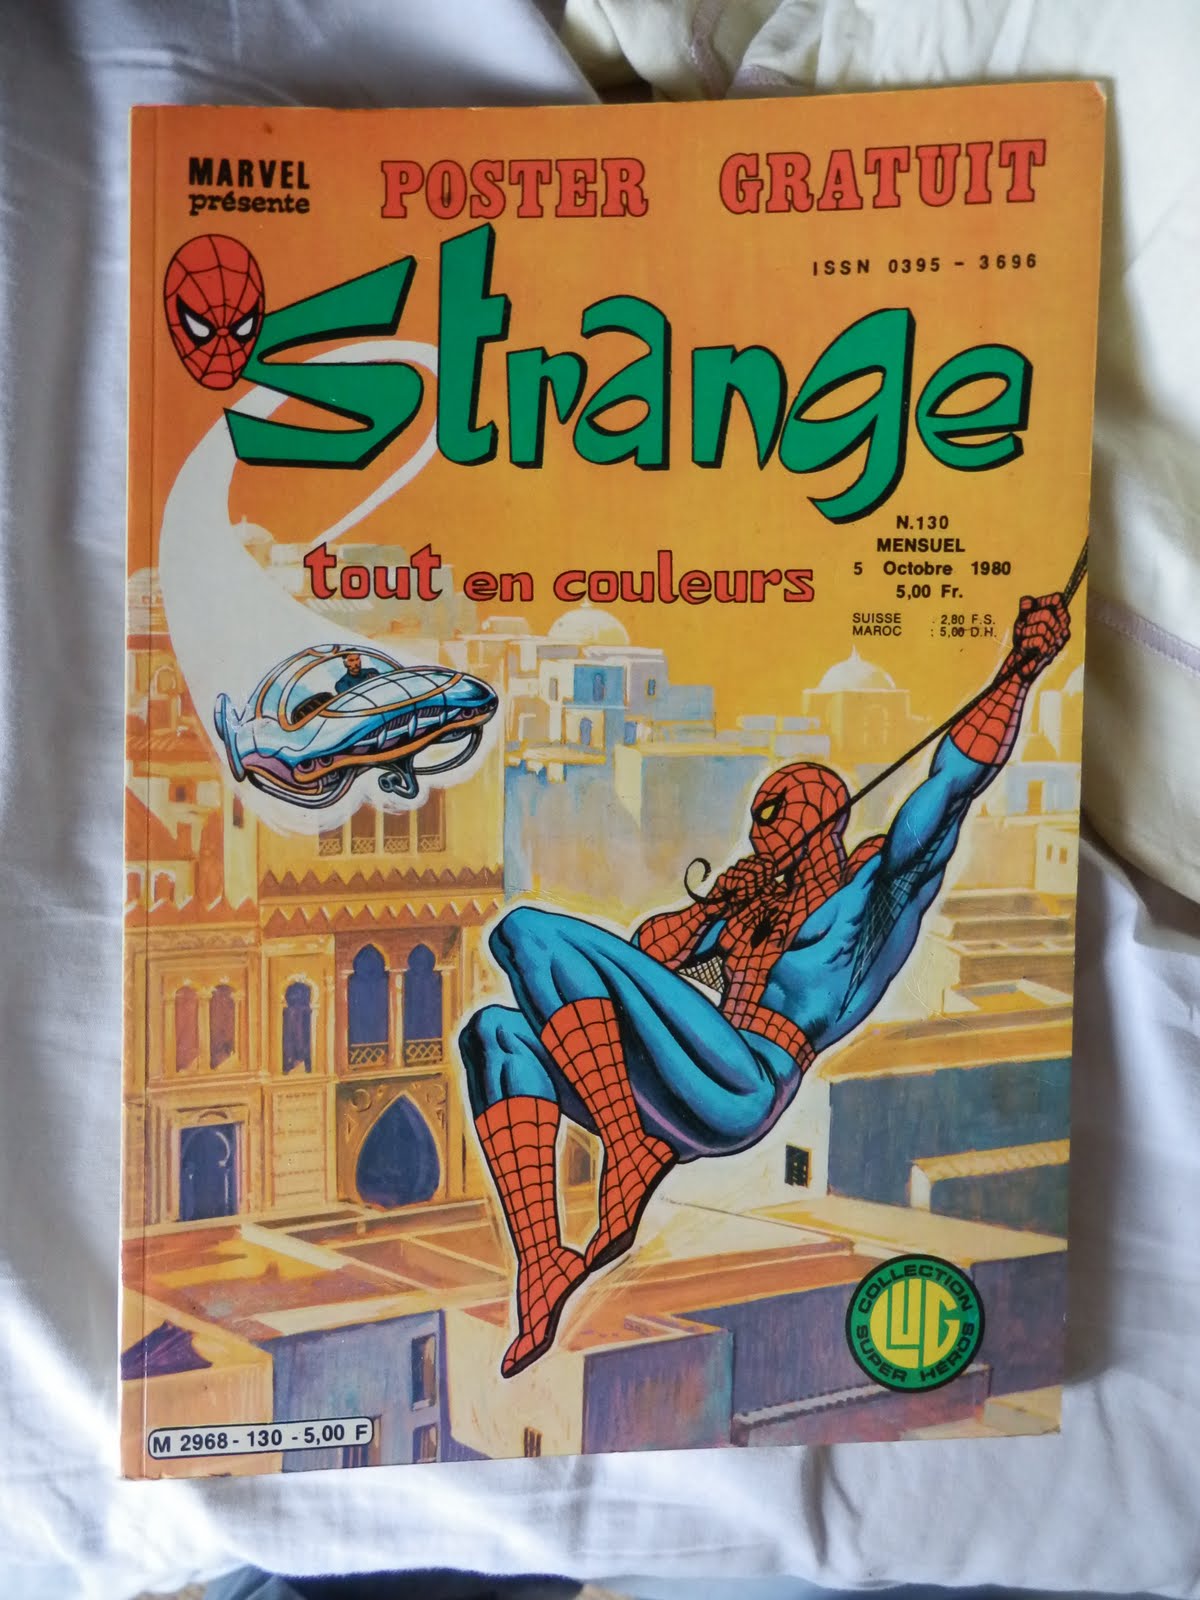 MARVEL
présente
POSTER GRATUIT
ISSN 0395 - 3696
Strange
N.130
MENSUEL
5 Octobre 1980
5,00 Fr.
SUISSE : 2,80 F.S.
MAROC : 5,00 D.H.
tout en couleurs
COLLECTION
LUG
SUPER HEROS
M 2968 - 130 - 5,00 F